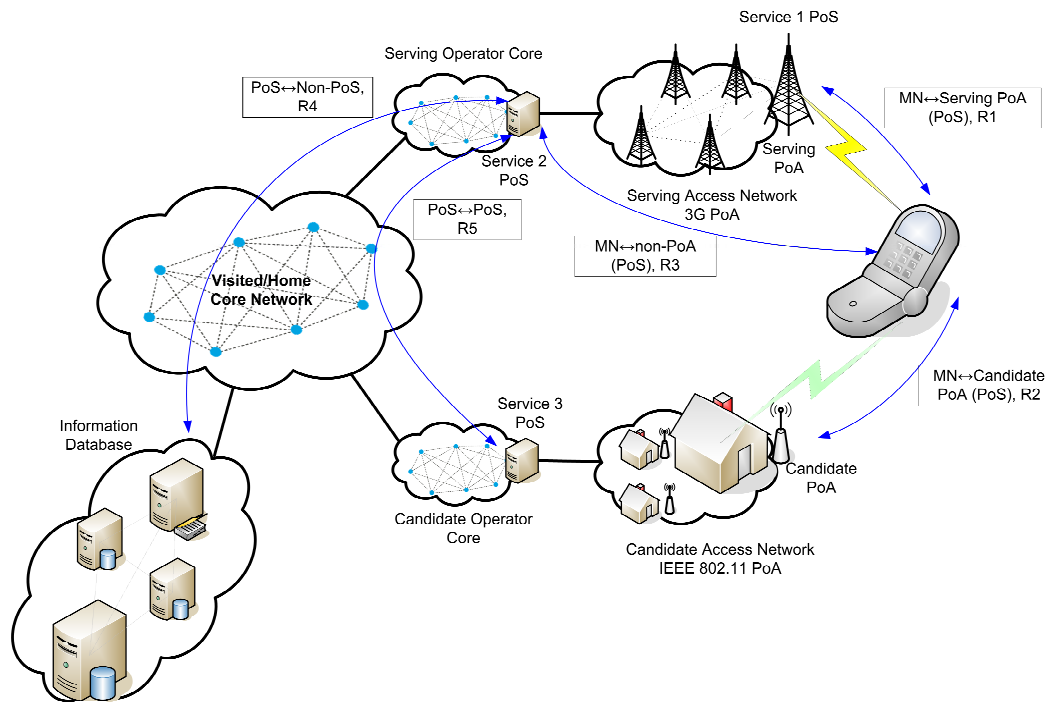 Service 1 PoS
Serving Operator Core
PoS↔Non-PoS,
R4
MN↔Serving PoA
(PoS), R1
Service 2
PoS
Serving
PoA
Serving Access Network
3G PoA
PoS↔PoS,
R5
MN↔non-PoA
(PoS), R3
Visited/Home
Core Network
MN↔Candidate
PoA (PoS), R2
Service 3
PoS
Information
Database
Candidate
PoA
Candidate Operator
Core
Candidate Access Network
IEEE 802.11 PoA